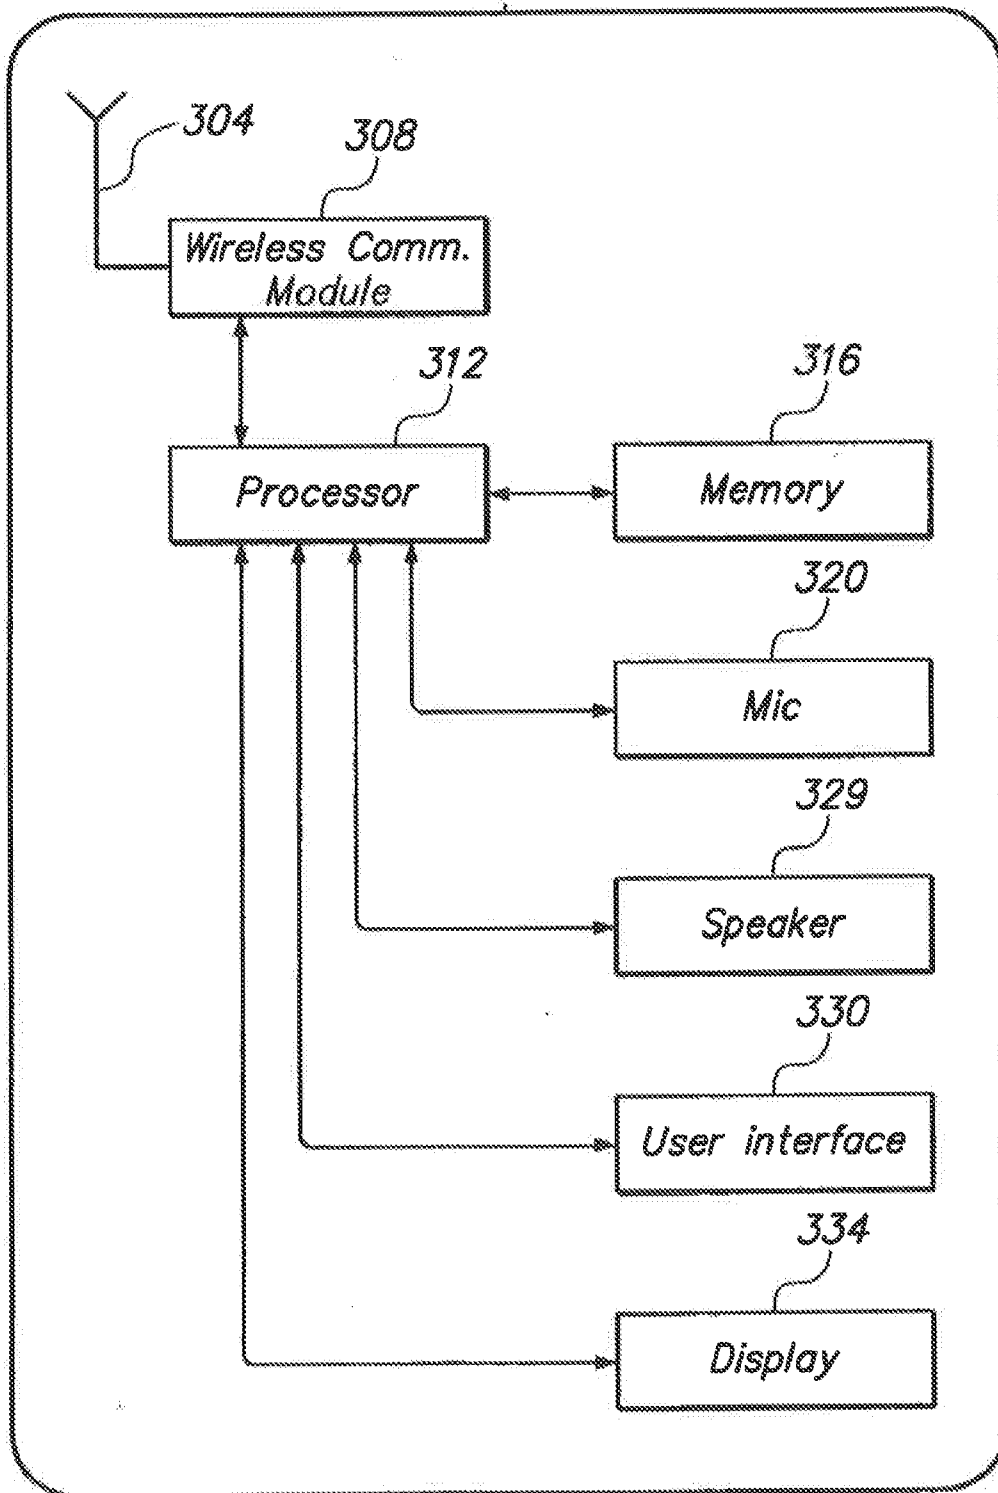 304
308
Wireless Comm.
Module
312
316
Processor
Memory
320
Mic
329
Speaker
330
User interface
334
Display